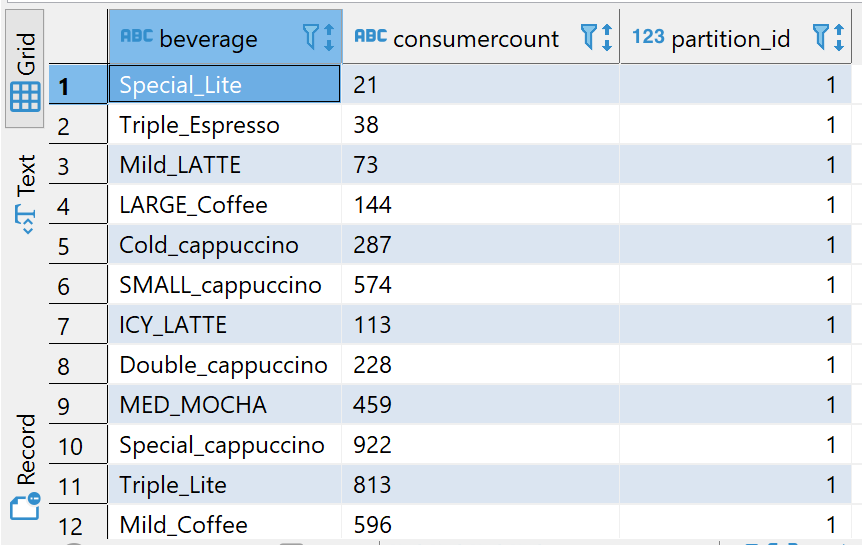 Grid
Text
Record
ABC beverage ABC consumercount 123 partition_id
1 Special_Lite 21 1
2 Triple_Espresso 38 1
3 Mild_LATTE 73 1
4 LARGE_Coffee 144 1
5 Cold_cappuccino 287 1
6 SMALL_cappuccino 574 1
7 ICY_LATTE 113 1
8 Double_cappuccino 228 1
9 MED_MOCHA 459 1
10 Special_cappuccino 922 1
11 Triple_Lite 813 1
12 Mild_Coffee 596 1